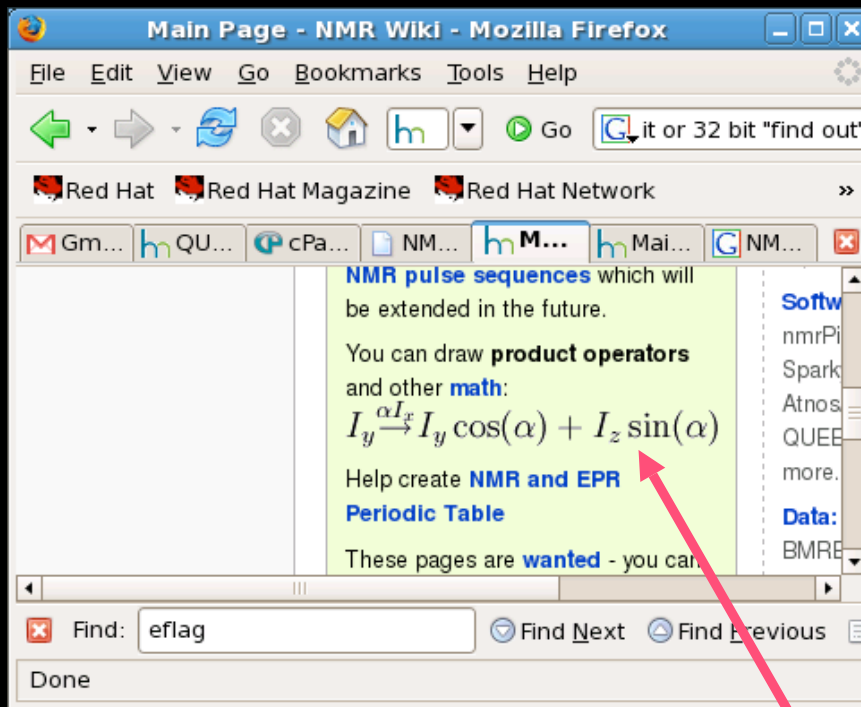 Main Page - NMR Wiki - Mozilla Firefox
File Edit View Go Bookmarks Tools Help
Go it or 32 bit "find out"
Red Hat Red Hat Magazine Red Hat Network »
Gm... QU... cPa... NM... M... Mai... NM...
NMR pulse sequences which will
be extended in the future.
You can draw product operators
and other math:
I_y \overset{αI_x}{→} I_y cos(α) + I_z sin(α)
Help create NMR and EPR
Periodic Table
These pages are wanted - you can
Softw
nmrPi
Spark
Atnos
QUEE
more.
Data:
BMRB
Find: eflag Find Next Find Previous
Done